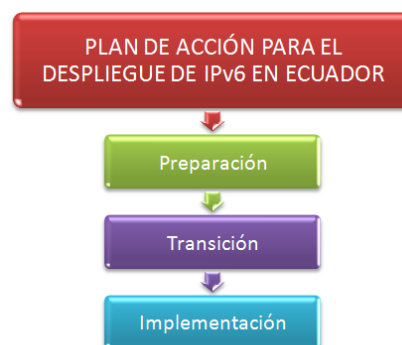 PLAN DE ACCIÓN PARA EL
DESPLIEGUE DE IPv6 EN ECUADOR
Preparación
Transición
Implementación